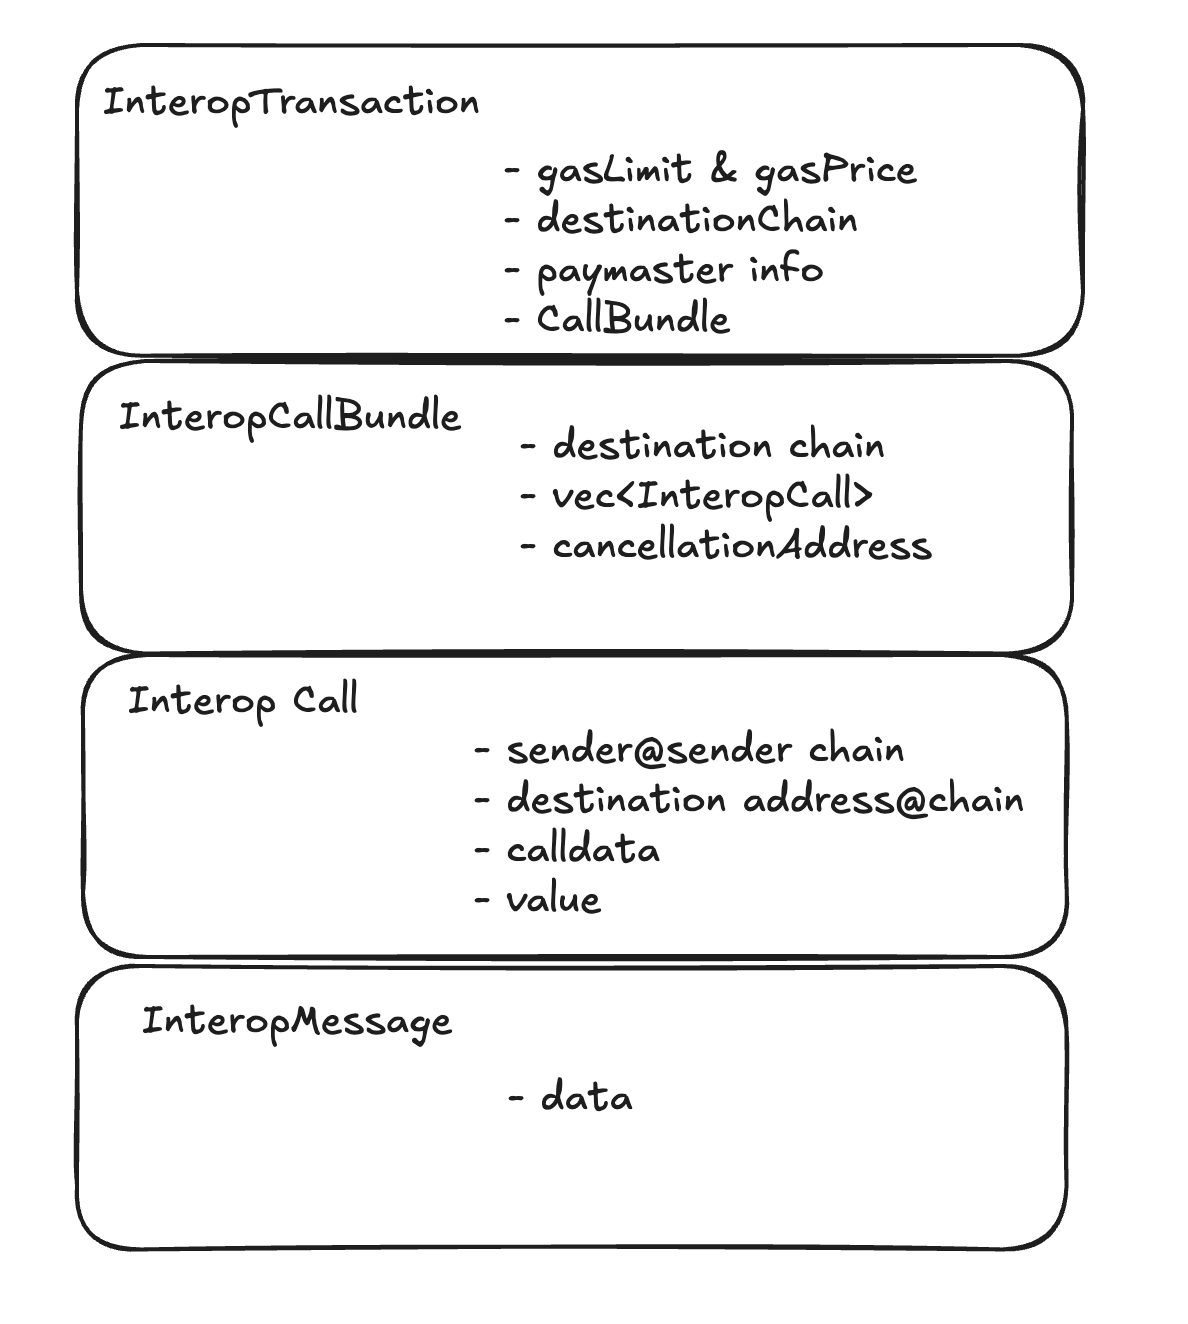 InteropTransaction
- gasLimit & gasPrice
- destinationChain
- paymaster info
- CallBundle
InteropCallBundle
- destination chain
- vec<InteropCall>
- cancellationAddress
Interop Call
- sender@sender chain
- destination address@chain
- calldata
- value
InteropMessage
- data